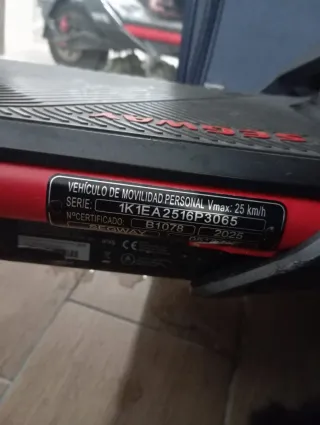 SEGWAY
VEHÍCULO DE MOVILIDAD PERSONAL Vmax: 25 km/h
SERIE: 1K1EA2516P3065
NºCERTIFICADO: B1078 2025
SEGWAY